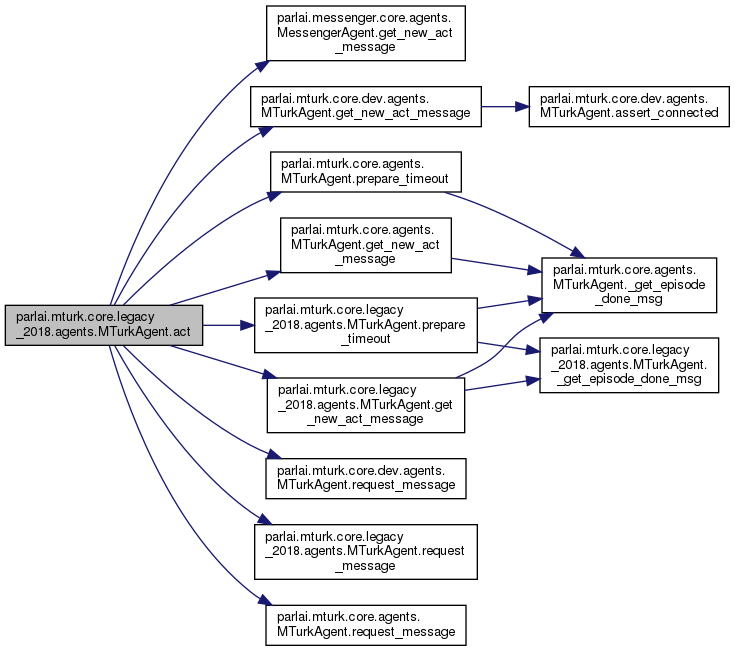 parlai.messenger.core.agents.
MessengerAgent.get_new_act
_message
parlai.mturk.core.dev.agents.
MTurkAgent.get_new_act_message
parlai.mturk.core.dev.agents.
MTurkAgent.assert_connected
parlai.mturk.core.agents.
MTurkAgent.prepare_timeout
parlai.mturk.core.agents.
MTurkAgent.get_new_act
_message
parlai.mturk.core.agents.
MTurkAgent._get_episode
_done_msg
parlai.mturk.core.legacy
_2018.agents.MTurkAgent.act
parlai.mturk.core.legacy
_2018.agents.MTurkAgent.prepare
_timeout
parlai.mturk.core.legacy
_2018.agents.MTurkAgent.
_get_episode_done_msg
parlai.mturk.core.legacy
_2018.agents.MTurkAgent.get
_new_act_message
parlai.mturk.core.dev.agents.
MTurkAgent.request_message
parlai.mturk.core.legacy
_2018.agents.MTurkAgent.request
_message
parlai.mturk.core.agents.
MTurkAgent.request_message